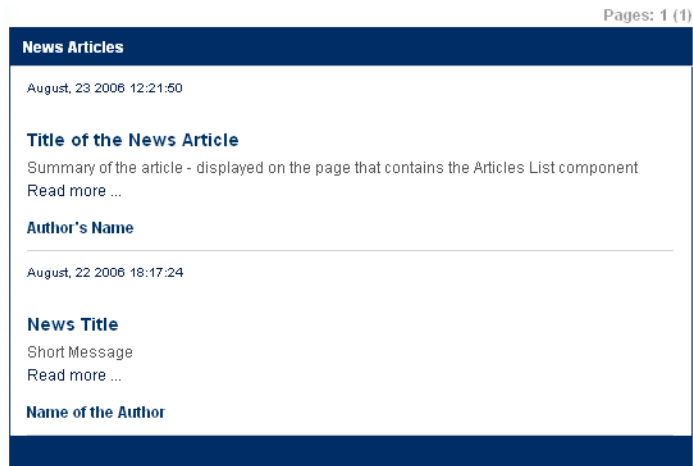 Pages: 1 (1)
News Articles
August, 23 2006 12:21:50
Title of the News Article
Summary of the article - displayed on the page that contains the Articles List component
Read more ...
Author's Name
August, 22 2006 18:17:24
News Title
Short Message
Read more ...
Name of the Author